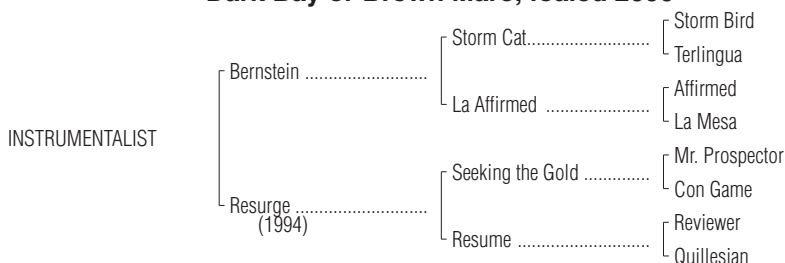 Dark Bay or Brown Mare; foaled
Storm Bird
Storm Cat.............................
Terlingua
Bernstein .............................
Affirmed
La Affirmed ........................
La Mesa
INSTRUMENTALIST
Mr. Prospector
Seeking the Gold ...............
Con Game
Resurge ...............................
(1994)
Reviewer
Resume ...............................
Quillesian